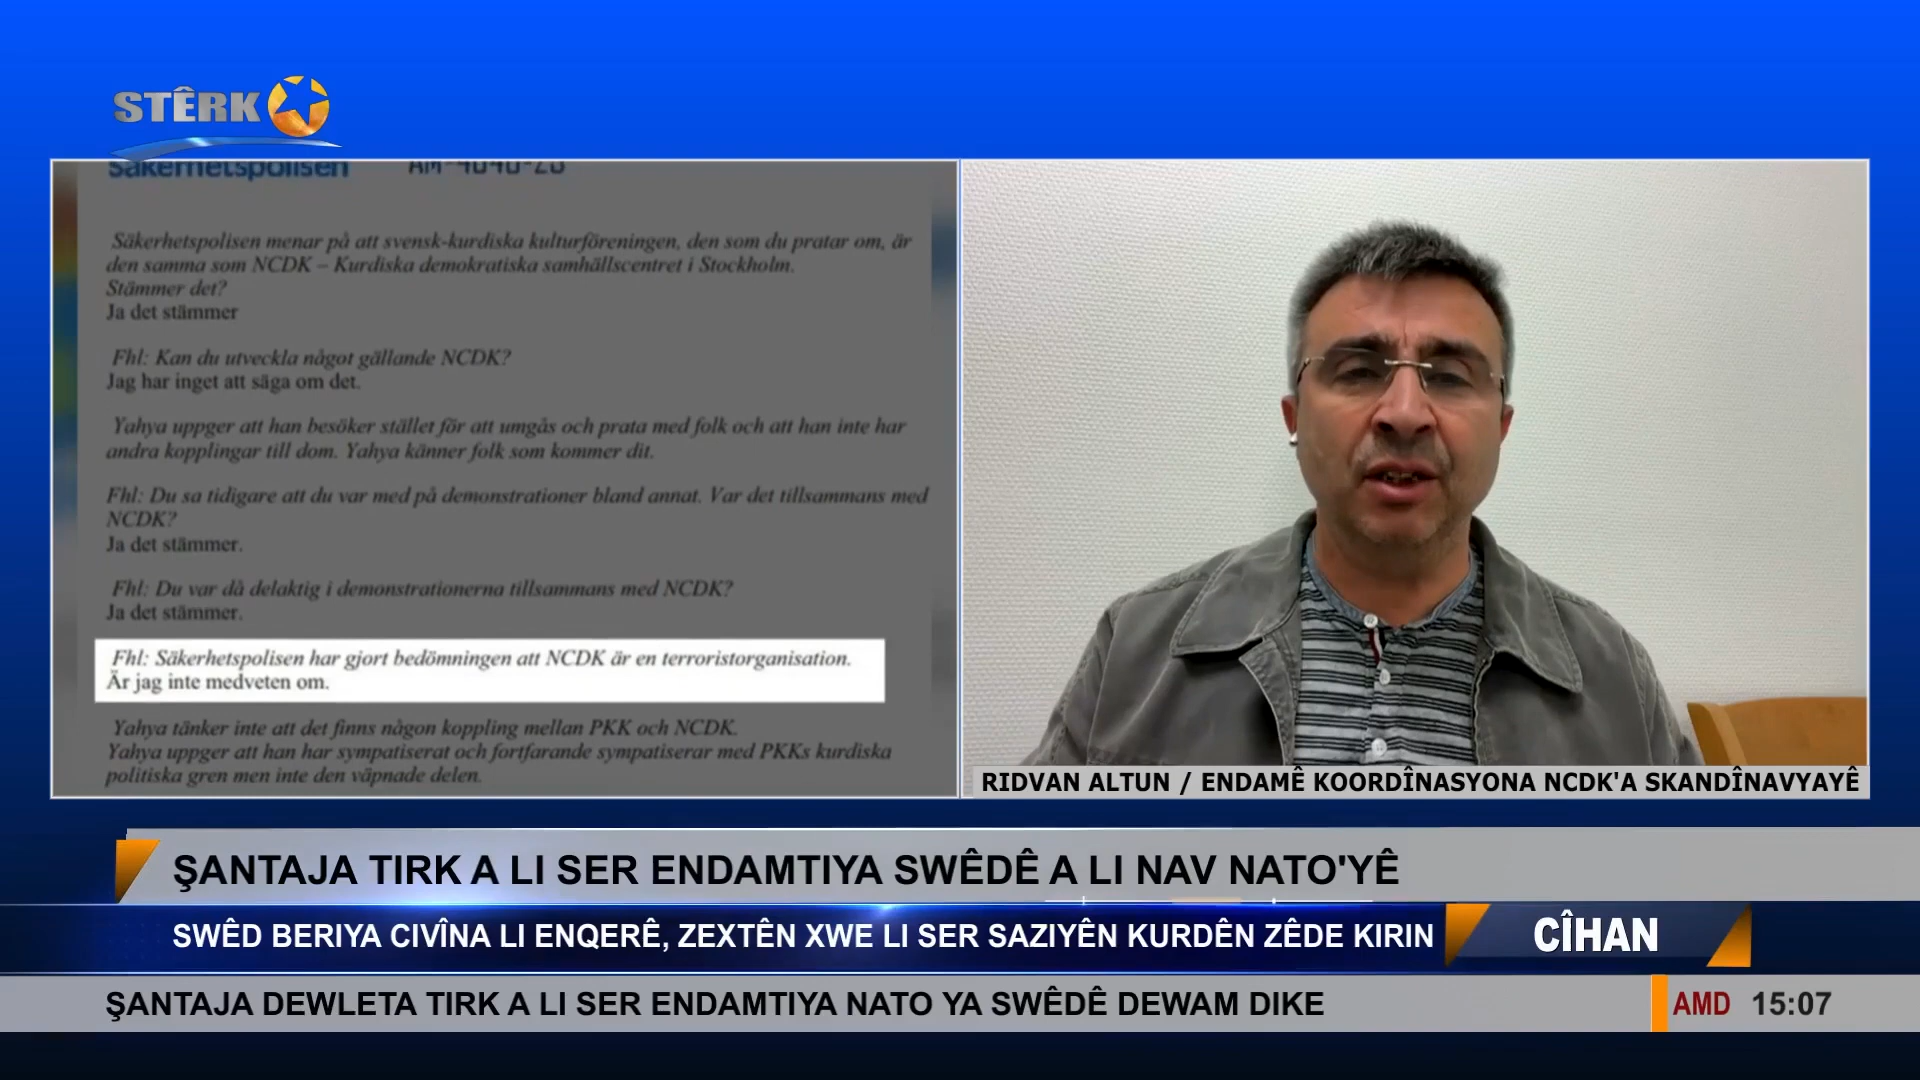 STÊRK
Säkerhetspolisen AM-4040-20
Säkerhetspolisen menar på att svensk-kurdiska kulturföreningen, den som du pratar om, är
den samma som NCDK – Kurdiska demokratiska samhällscentret i Stockholm.
Stämmer det?
Ja det stämmer
Fhl: Kan du utveckla något gällande NCDK?
Jag har inget att säga om det.
Yahya uppger att han besöker stället för att umgås och prata med folk och att han inte har
andra kopplingar till dom. Yahya känner folk som kommer dit.
Fhl: Du sa tidigare att du var med på demonstrationer bland annat. Var det tillsammans med
NCDK?
Ja det stämmer.
Fhl: Du var då delaktig i demonstrationerna tillsammans med NCDK?
Ja det stämmer.
Fhl: Säkerhetspolisen har gjort bedömningen att NCDK är en terroristorganisation.
Är jag inte medveten om.
Yahya tänker inte att det finns någon koppling mellan PKK och NCDK.
Yahya uppger att han har sympatiserat och fortfarande sympatiserar med PKKs kurdiska
politiska gren men inte den väpnade delen.
RIDVAN ALTUN / ENDAMÊ KOORDÎNASYONA NCDK'A SKANDÎNAVYAYÊ
ŞANTAJA TIRK A LI SER ENDAMTIYA SWÊDÊ A LI NAV NATO'YÊ
SWÊD BERIYA CIVÎNA LI ENQERÊ, ZEXTÊN XWE LI SER SAZIYÊN KURDÊN ZÊDE KIRIN
CÎHAN
ŞANTAJA DEWLETA TIRK A LI SER ENDAMTIYA NATO YA SWÊDÊ DEWAM DIKE
AMD 15:07